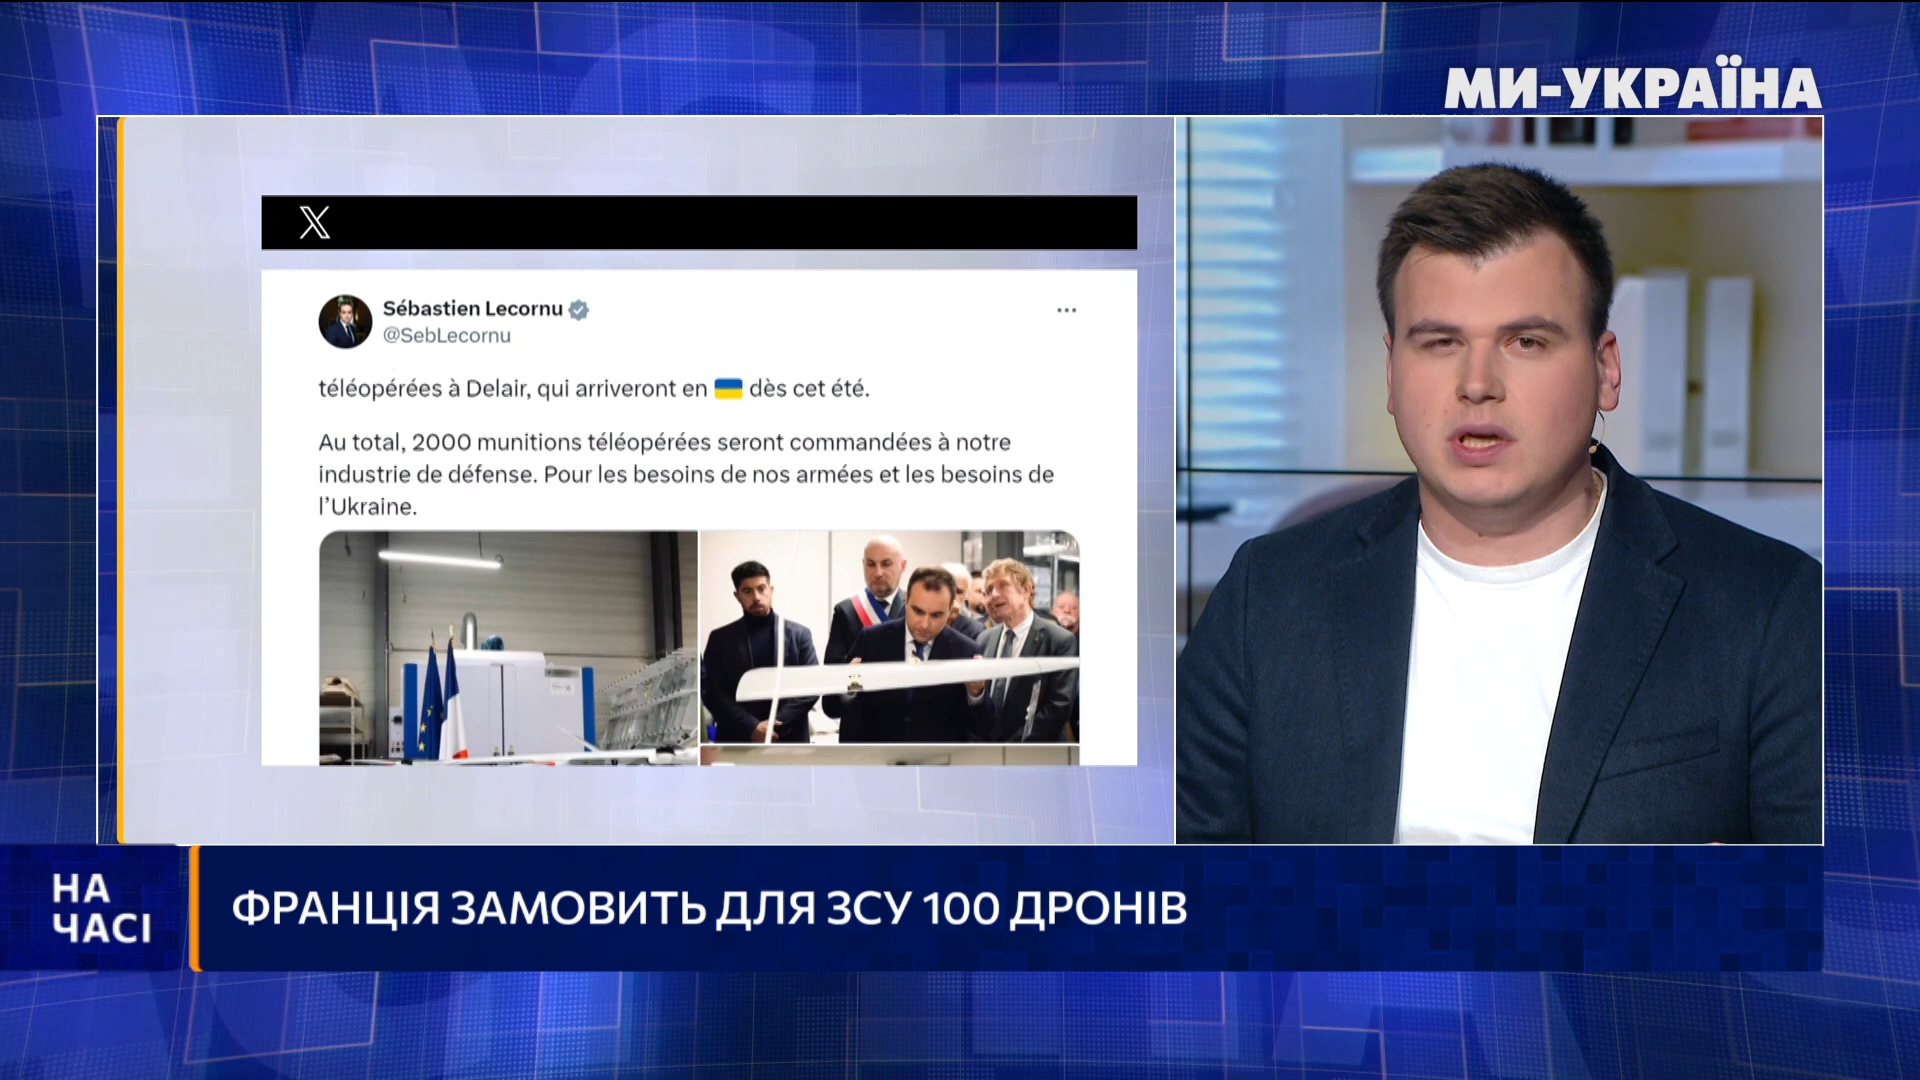 МИ-УКРАЇНА
X
Sébastien Lecornu
@SebLecornu
téléopérées à Delair, qui arriveront en 🇺🇦 dès cet été.
Au total, 2000 munitions téléopérées seront commandées à notre
industrie de défense. Pour les besoins de nos armées et les besoins de
l’Ukraine.
НА
ЧАСІ
ФРАНЦІЯ ЗАМОВИТЬ ДЛЯ ЗСУ 100 ДРОНІВ